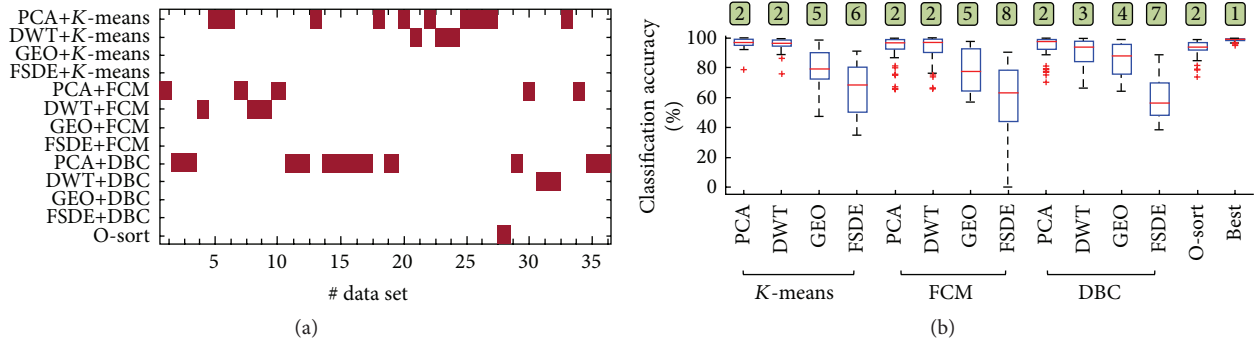 PCA+K-means
DWT+K-means
GEO+K-means
FSDE+K-means
PCA+FCM
DWT+FCM
GEO+FCM
FSDE+FCM
PCA+DBC
DWT+DBC
GEO+DBC
FSDE+DBC
O-sort
5 10 15 20 25 30 35
# data set
(a)
2 2 5 6 2 2 5 8 2 3 4 7 2 1
Classification accuracy
(%)
100
80
60
40
20
0
PCA DWT GEO FSDE PCA DWT GEO FSDE PCA DWT GEO FSDE O-sort Best
K-means FCM DBC
(b)